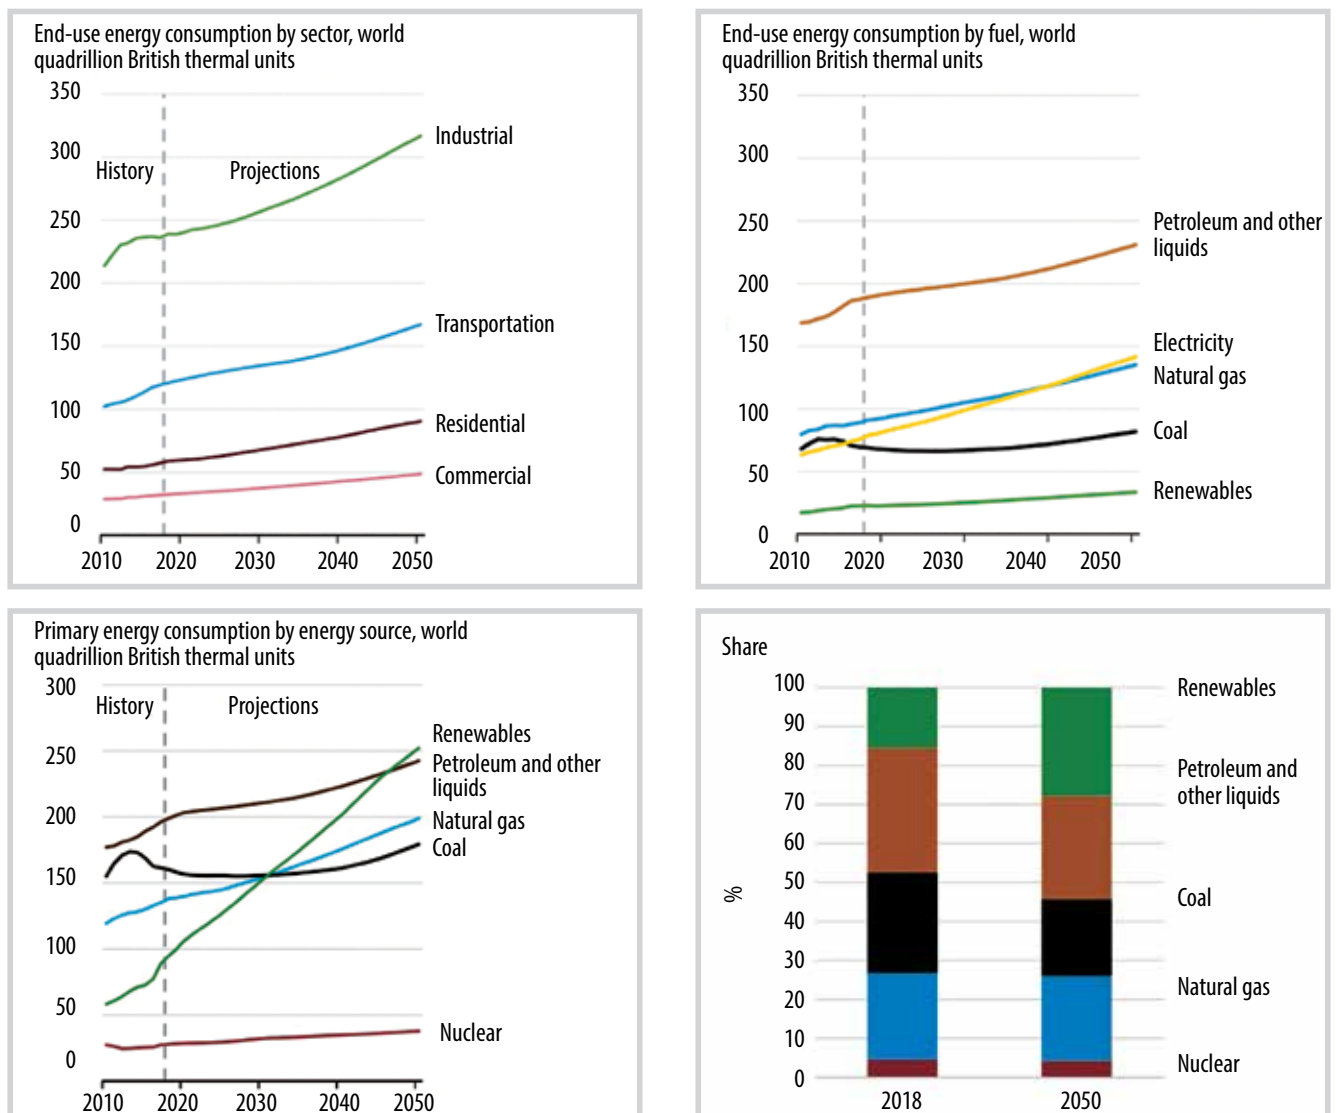 End-use energy consumption by sector, world
quadrillion British thermal units
350
300
250
200
150
100
50
0
History
Projections
Industrial
Transportation
Residential
Commercial
2010 2020 2030 2040 2050
End-use energy consumption by fuel, world
quadrillion British thermal units
350
300
250
200
150
100
50
0
Petroleum and other
liquids
Electricity
Natural gas
Coal
Renewables
2010 2020 2030 2040 2050
Primary energy consumption by energy source, world
quadrillion British thermal units
300
250
200
150
100
50
0
History
Projections
Renewables
Petroleum and other
liquids
Natural gas
Coal
Nuclear
2010 2020 2030 2040 2050
Share
%
100
90
80
70
60
50
40
30
20
10
0
Renewables
Petroleum and
other liquids
Coal
Natural gas
Nuclear
2018 2050